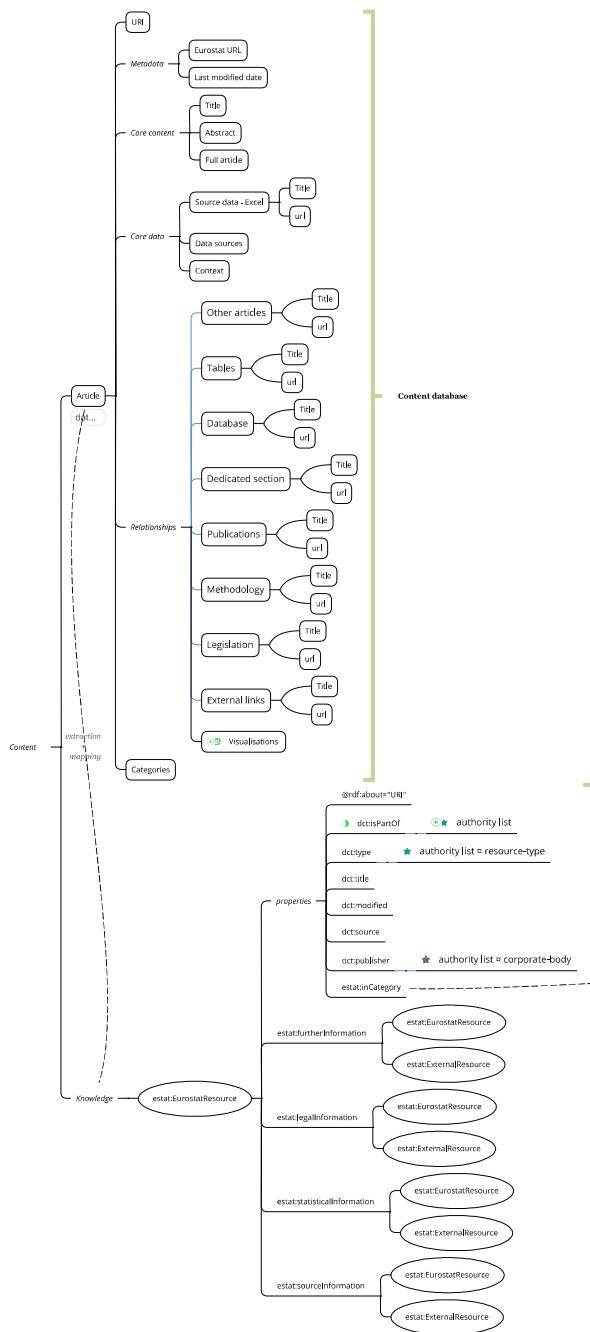 URI
Metadata
Eurostat URL
Last modified date
Core content
Title
Abstract
Full article
Core data
Source data - Excel
Title
url
Data sources
Context
Article
dat...
Relationships
Other articles
Title
url
Tables
Title
url
Database
Title
url
Dedicated section
Title
url
Publications
Title
url
Methodology
Title
url
Legislation
Title
url
External links
Title
url
Visualisations
Categories
Content database
Content
extraction
+
mapping
Knowledge
estat:EurostatResource
properties
@rdf:about="URI"
dct:isPartOf
authority list
dct:type
authority list ¤ resource-type
dct:title
dct:modified
dct:source
dct:publisher
authority list ¤ corporate-body
estat:inCategory
estat:furtherInformation
estat:EurostatResource
estat:ExternalResource
estat:legalInformation
estat:EurostatResource
estat:ExternalResource
estat:statisticalInformation
estat:EurostatResource
estat:ExternalResource
estat:sourceInformation
estat:EurostatResource
estat:ExternalResource